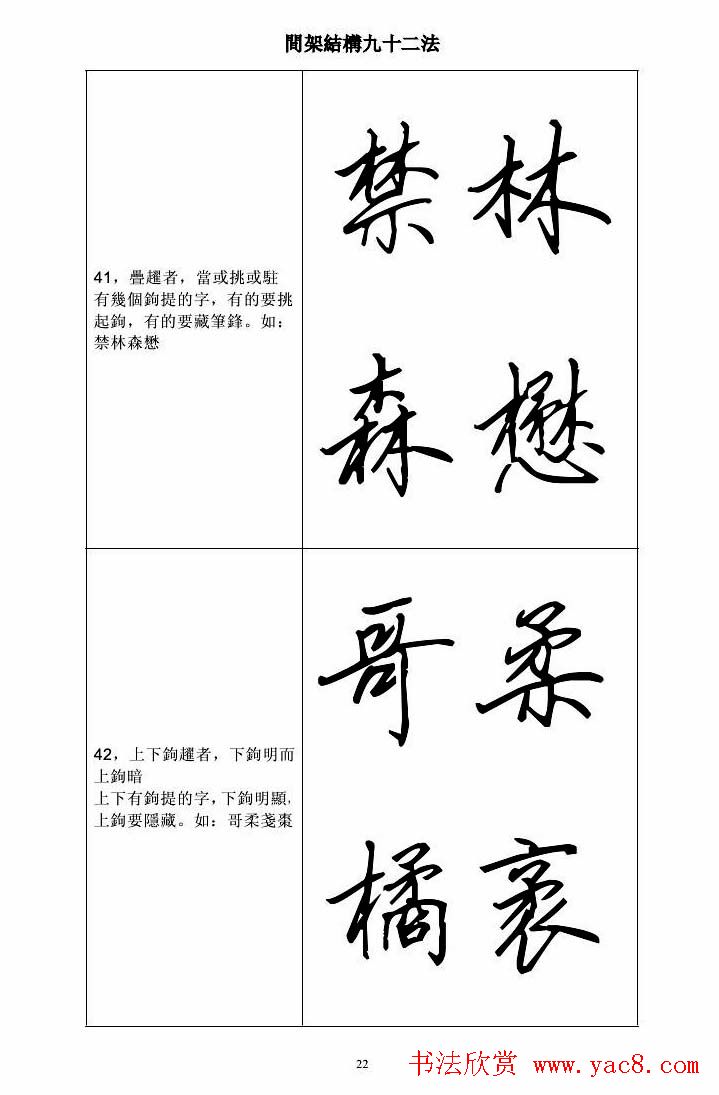 間架結構九十二法
41，疊趯者，當或挑或駐
有幾個鉤提的字，有的要挑
起鉤，有的要藏筆鋒。如：
禁林森懋
禁林
森懋
42，上下鉤趯者，下鉤明而
上鉤暗
上下有鉤提的字，下鉤明顯，
上鉤要隱藏。如：哥柔戔棗
哥柔
橘袤
22
书法欣赏 www.yac8.com